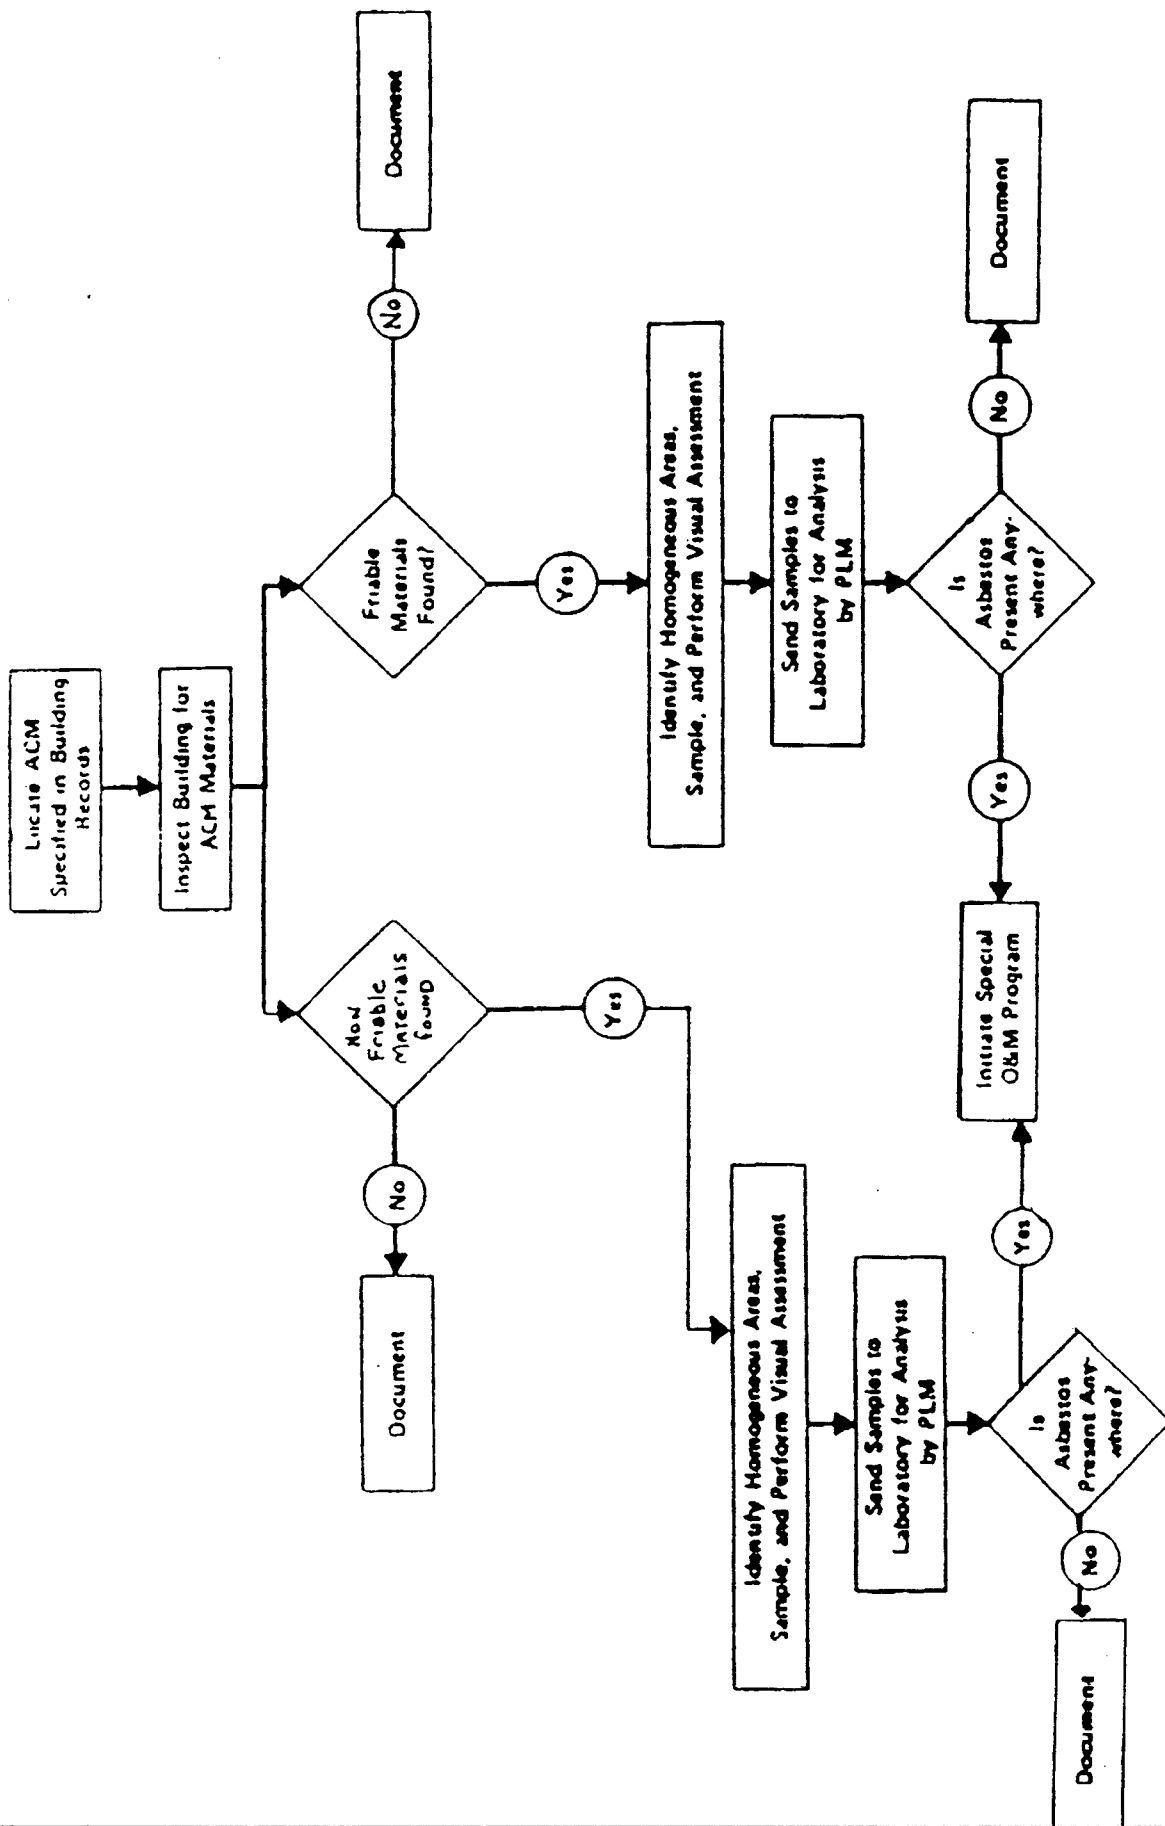 Locate ACM
Specified in Building
Records
Inspect Building for
ACM Materials
Non
Friable
Materials
found
Friable
Materials
Found?
No
Document
No
Document
Yes
Yes
Identify Homogeneous Areas,
Sample, and Perform Visual Assessment
Send Samples to
Laboratory for Analysis
by PLM
Is
Asbestos
Present Any-
where?
No
Document
Yes
Initiate Special
O&M Program
Identify Homogeneous Areas,
Sample, and Perform Visual Assessment
Send Samples to
Laboratory for Analysis
by PLM
Is
Asbestos
Present Any-
where?
Yes
No
Document